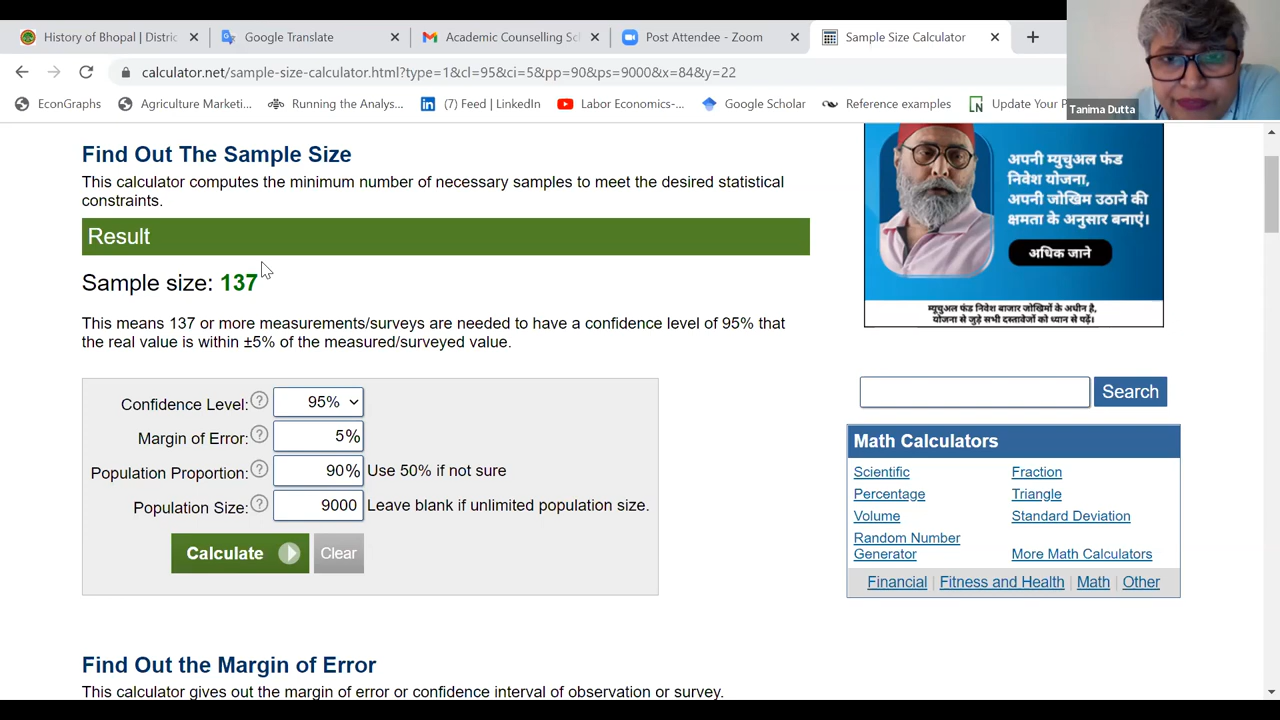 History of Bhopal | Distric
Google Translate
Academic Counselling Sc
Post Attendee - Zoom
Sample Size Calculator
calculator.net/sample-size-calculator.html?type=1&cl=95&ci=5&pp=90&ps=9000&x=84&y=22
EconGraphs
Agriculture Marketi...
Running the Analys...
(7) Feed | LinkedIn
Labor Economics-...
Google Scholar
Reference examples
Update Your P
Tanima Dutta
Find Out The Sample Size
This calculator computes the minimum number of necessary samples to meet the desired statistical
constraints.
Result
Sample size: 137
This means 137 or more measurements/surveys are needed to have a confidence level of 95% that
the real value is within ±5% of the measured/surveyed value.
Confidence Level: 95%
Margin of Error: 5%
Population Proportion: 90% Use 50% if not sure
Population Size: 9000 Leave blank if unlimited population size.
Calculate Clear
Find Out the Margin of Error
This calculator gives out the margin of error or confidence interval of observation or survey.
अपनी म्युचुअल फंड
निवेश योजना,
अपनी जोखिम उठाने की
क्षमता के अनुसार बनाएं।
अधिक जाने
म्यूचुअल फंड निवेश बाजार जोखिमों के अधीन है,
योजना से जुड़े सभी दस्तावेजों को ध्यान से पढ़ें।
Search
Math Calculators
Scientific Fraction
Percentage Triangle
Volume Standard Deviation
Random Number
Generator More Math Calculators
Financial | Fitness and Health | Math | Other